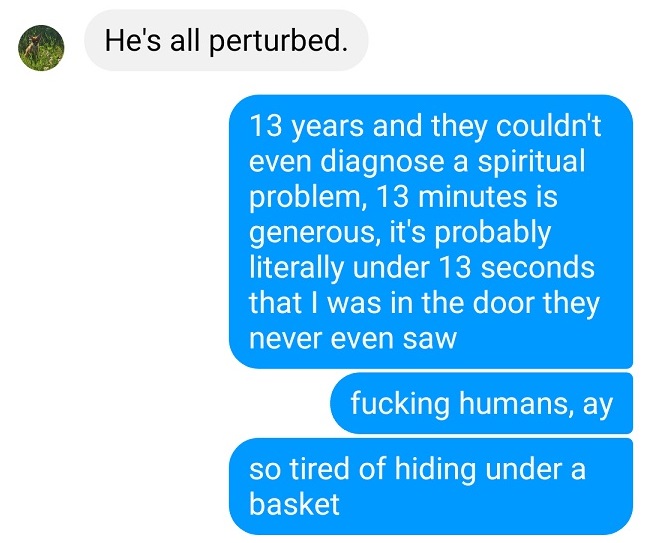 He's all perturbed.
13 years and they couldn't
even diagnose a spiritual
problem, 13 minutes is
generous, it's probably
literally under 13 seconds
that I was in the door they
never even saw
fucking humans, ay
so tired of hiding under a
basket